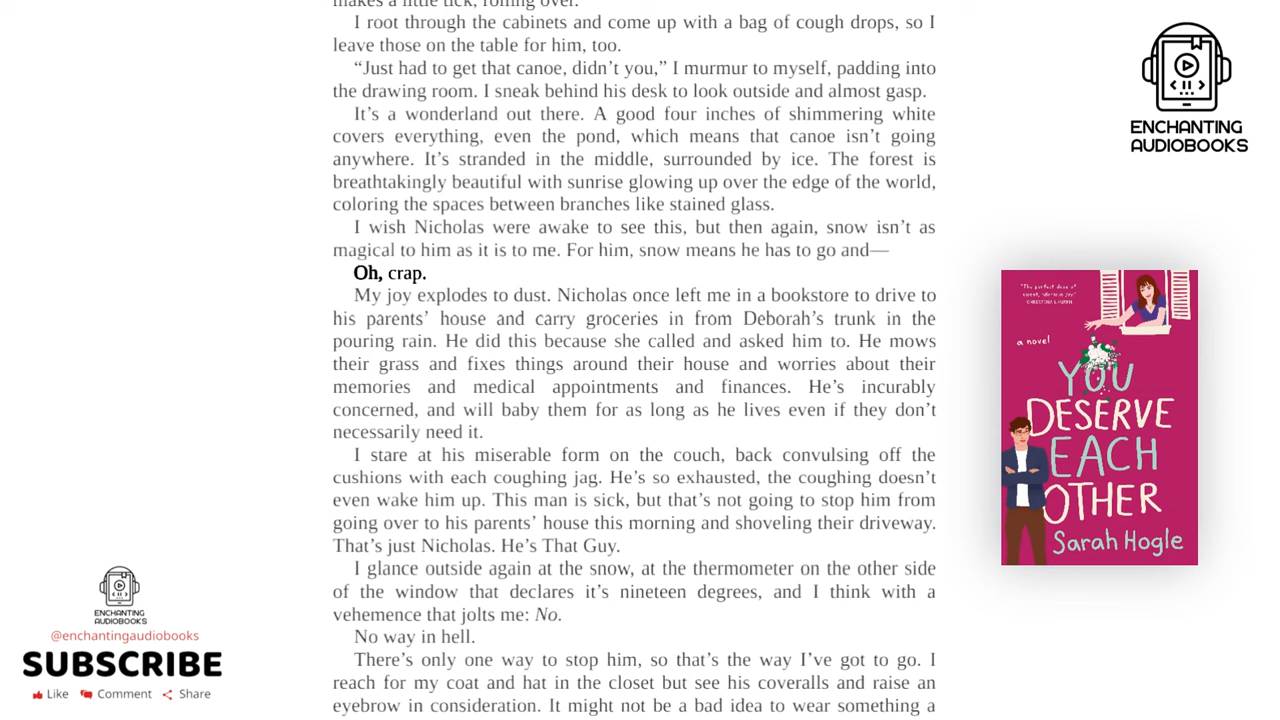 makes a little tick, rolling over.
I root through the cabinets and come up with a bag of cough drops, so I
leave those on the table for him, too.
“Just had to get that canoe, didn’t you,” I murmur to myself, padding into
the drawing room. I sneak behind his desk to look outside and almost gasp.
It’s a wonderland out there. A good four inches of shimmering white
covers everything, even the pond, which means that canoe isn’t going
anywhere. It’s stranded in the middle, surrounded by ice. The forest is
breathtakingly beautiful with sunrise glowing up over the edge of the world,
coloring the spaces between branches like stained glass.
I wish Nicholas were awake to see this, but then again, snow isn’t as
magical to him as it is to me. For him, snow means he has to go and—
Oh, crap.
My joy explodes to dust. Nicholas once left me in a bookstore to drive to
his parents’ house and carry groceries in from Deborah’s trunk in the
pouring rain. He did this because she called and asked him to. He mows
their grass and fixes things around their house and worries about their
memories and medical appointments and finances. He’s incurably
concerned, and will baby them for as long as he lives even if they don’t
necessarily need it.
I stare at his miserable form on the couch, back convulsing off the
cushions with each coughing jag. He’s so exhausted, the coughing doesn’t
even wake him up. This man is sick, but that’s not going to stop him from
going over to his parents’ house this morning and shoveling their driveway.
That’s just Nicholas. He’s That Guy.
I glance outside again at the snow, at the thermometer on the other side
of the window that declares it’s nineteen degrees, and I think with a
vehemence that jolts me: No.
No way in hell.
There’s only one way to stop him, so that’s the way I’ve got to go. I
reach for my coat and hat in the closet but see his coveralls and raise an
eyebrow in consideration. It might not be a bad idea to wear something a
ENCHANTING
AUDIOBOOKS
CHRISTINA LAUREN
a novel
YOU
DESERVE
EACH
OTHER
Sarah Hogle
ENCHANTING
AUDIOBOOKS
@enchantingaudiobooks
SUBSCRIBE
Like Comment Share